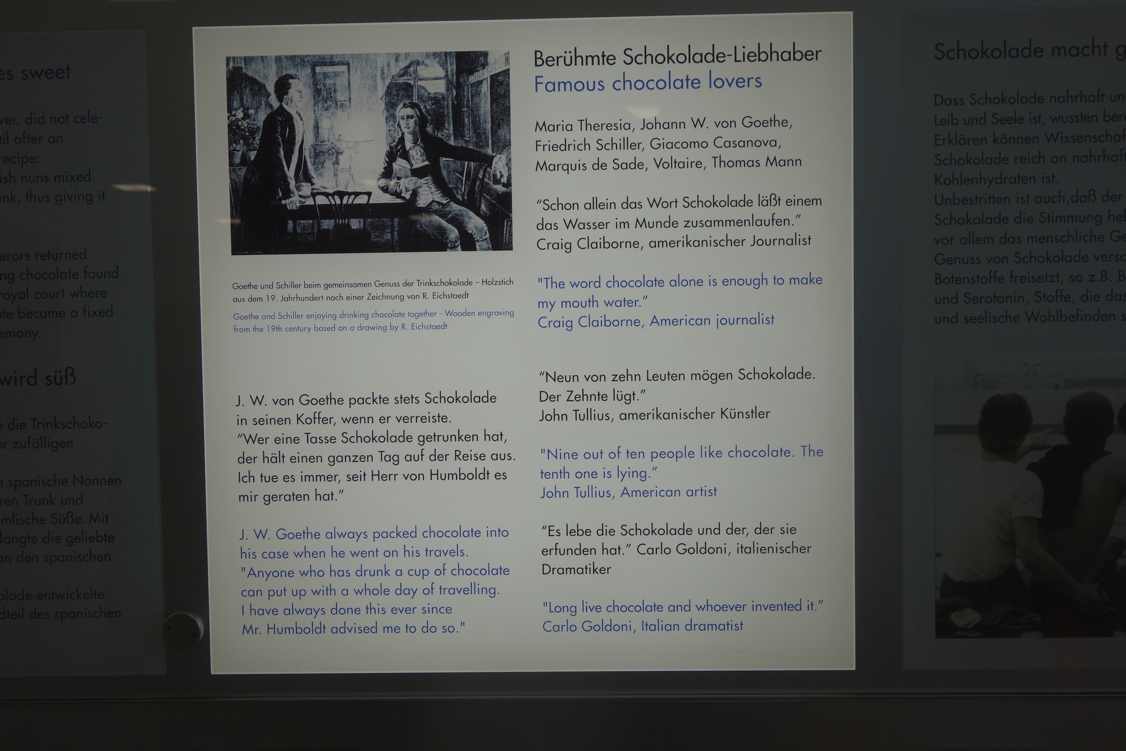 es sweet
ver, did not cele-
til after an
recipe:
ish nuns mixed
ink, thus giving it
erors returned
ng chocolate found
royal court where
ate became a fixed
emony.
wird süß
e die Trinkschoko-
er zufälligen
n spanische Nonnen
ren Trunk und
mlische Süße. Mit
langte die geliebte
an den spanischen
olade entwickelte
dteil des spanischen
Goethe und Schiller beim gemeinsamen Genuss der Trinkschokolade – Holzstich
aus dem 19. Jahrhundert nach einer Zeichnung von R. Eichstaedt
Goethe and Schiller enjoying drinking chocolate together - Wooden engraving
from the 19th century based on a drawing by R. Eichstaedt
J. W. von Goethe packte stets Schokolade
in seinen Koffer, wenn er verreiste.
“Wer eine Tasse Schokolade getrunken hat,
der hält einen ganzen Tag auf der Reise aus.
Ich tue es immer, seit Herr von Humboldt es
mir geraten hat.”
J. W. Goethe always packed chocolate into
his case when he went on his travels.
"Anyone who has drunk a cup of chocolate
can put up with a whole day of travelling.
I have always done this ever since
Mr. Humboldt advised me to do so."
Berühmte Schokolade-Liebhaber
Famous chocolate lovers
Maria Theresia, Johann W. von Goethe,
Friedrich Schiller, Giacomo Casanova,
Marquis de Sade, Voltaire, Thomas Mann
“Schon allein das Wort Schokolade läßt einem
das Wasser im Munde zusammenlaufen.”
Craig Claiborne, amerikanischer Journalist
"The word chocolate alone is enough to make
my mouth water.”
Craig Claiborne, American journalist
“Neun von zehn Leuten mögen Schokolade.
Der Zehnte lügt.”
John Tullius, amerikanischer Künstler
"Nine out of ten people like chocolate. The
tenth one is lying.”
John Tullius, American artist
“Es lebe die Schokolade und der, der sie
erfunden hat.” Carlo Goldoni, italienischer
Dramatiker
"Long live chocolate and whoever invented it.”
Carlo Goldoni, Italian dramatist
Schokolade macht g
Dass Schokolade nahrhaft un
Leib und Seele ist, wussten ber
Erklären können Wissenschaf
Schokolade reich an nahrhaft
Kohlenhydraten ist.
Unbestritten ist auch,daß der
Schokolade die Stimmung he
vor allem das menschliche Ge
Genuss von Schokolade versc
Botenstoffe freisetzt, so z.B. B
und Serotonin, Stoffe, die da
und seelische Wohlbefinden s